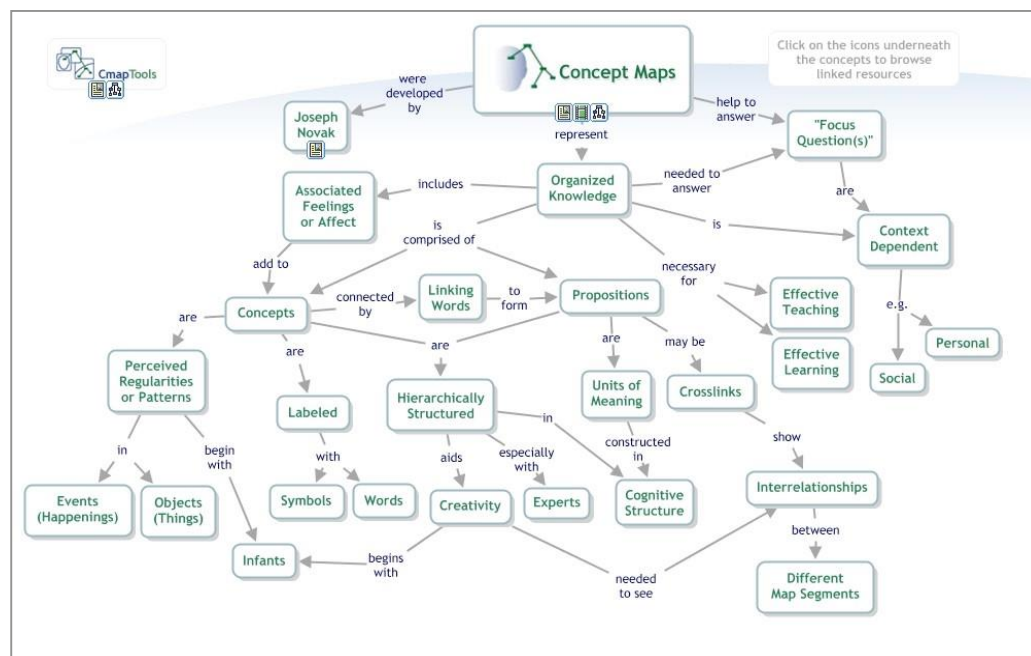 CmapTools
Concept Maps
Click on the icons underneath
the concepts to browse
linked resources
were
developed
by
help to
answer
Joseph
Novak
represent
"Focus
Question(s)"
Associated
Feelings
or Affect
includes
Organized
Knowledge
needed to
answer
are
is
comprised of
is
Context
Dependent
add to
necessary
for
Concepts
connected
by
Linking
Words
to
form
Propositions
Effective
Teaching
e.g.
are
Personal
are
are
are
may be
Effective
Learning
Social
Perceived
Regularities
or Patterns
Labeled
Hierarchically
Structured
Units of
Meaning
Crosslinks
in
begin
with
with
aids
especially
with
in
constructed
in
show
Events
(Happenings)
Objects
(Things)
Symbols
Words
Creativity
Experts
Cognitive
Structure
Interrelationships
between
Infants
begins
with
needed
to see
Different
Map Segments